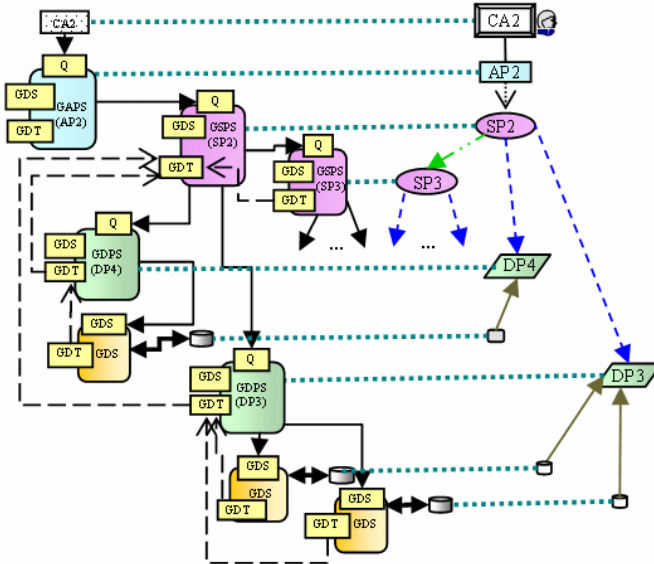 CA2
CA2
Q
AP2
GDS
GAPS
(AP2)
GDT
Q
GDS
GSPS
(SP2)
GDT
SP2
Q
GDS
GSPS
(SP3)
GDT
SP3
...
...
Q
GDS
GDPS
(DP4)
GDT
DP4
GDS
GDT
GDS
Q
GDS
GDPS
(DP3)
GDT
DP3
GDS
GDS
GDT
GDS
GDT
GDS